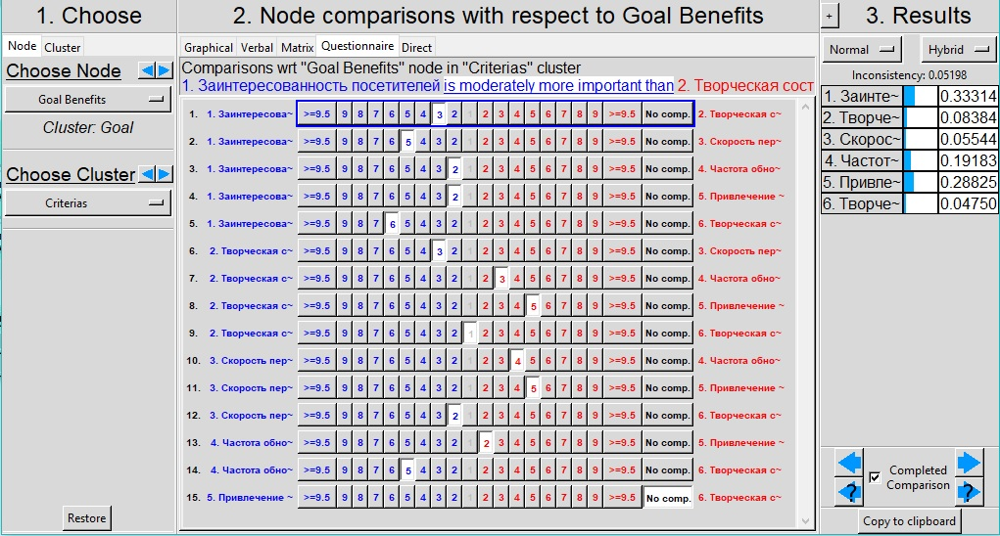 1. Choose
Node Cluster
Choose Node
Goal Benefits
Cluster: Goal
Choose Cluster
Criterias
Restore
2. Node comparisons with respect to Goal Benefits
Graphical Verbal Matrix Questionnaire Direct
Comparisons wrt "Goal Benefits" node in "Criterias" cluster
1. Заинтересованность посетителей is moderately more important than 2. Творческая сост
1. 1. Заинтересова~ >=9.5 9 8 7 6 5 4 3 2 1 2 3 4 5 6 7 8 9 >=9.5 No comp. 2. Творческая с~
2. 1. Заинтересова~ >=9.5 9 8 7 6 5 4 3 2 1 2 3 4 5 6 7 8 9 >=9.5 No comp. 3. Скорость пер~
3. 1. Заинтересова~ >=9.5 9 8 7 6 5 4 3 2 1 2 3 4 5 6 7 8 9 >=9.5 No comp. 4. Частота обно~
4. 1. Заинтересова~ >=9.5 9 8 7 6 5 4 3 2 1 2 3 4 5 6 7 8 9 >=9.5 No comp. 5. Привлечение ~
5. 1. Заинтересова~ >=9.5 9 8 7 6 5 4 3 2 1 2 3 4 5 6 7 8 9 >=9.5 No comp. 6. Творческая с~
6. 2. Творческая с~ >=9.5 9 8 7 6 5 4 3 2 1 2 3 4 5 6 7 8 9 >=9.5 No comp. 3. Скорость пер~
7. 2. Творческая с~ >=9.5 9 8 7 6 5 4 3 2 1 2 3 4 5 6 7 8 9 >=9.5 No comp. 4. Частота обно~
8. 2. Творческая с~ >=9.5 9 8 7 6 5 4 3 2 1 2 3 4 5 6 7 8 9 >=9.5 No comp. 5. Привлечение ~
9. 2. Творческая с~ >=9.5 9 8 7 6 5 4 3 2 1 2 3 4 5 6 7 8 9 >=9.5 No comp. 6. Творческая с~
10. 3. Скорость пер~ >=9.5 9 8 7 6 5 4 3 2 1 2 3 4 5 6 7 8 9 >=9.5 No comp. 4. Частота обно~
11. 3. Скорость пер~ >=9.5 9 8 7 6 5 4 3 2 1 2 3 4 5 6 7 8 9 >=9.5 No comp. 5. Привлечение ~
12. 3. Скорость пер~ >=9.5 9 8 7 6 5 4 3 2 1 2 3 4 5 6 7 8 9 >=9.5 No comp. 6. Творческая с~
13. 4. Частота обно~ >=9.5 9 8 7 6 5 4 3 2 1 2 3 4 5 6 7 8 9 >=9.5 No comp. 5. Привлечение ~
14. 4. Частота обно~ >=9.5 9 8 7 6 5 4 3 2 1 2 3 4 5 6 7 8 9 >=9.5 No comp. 6. Творческая с~
15. 5. Привлечение ~ >=9.5 9 8 7 6 5 4 3 2 1 2 3 4 5 6 7 8 9 >=9.5 No comp. 6. Творческая с~
+ 3. Results
Normal Hybrid
Inconsistency: 0.05198
1. Заинте~ 0.33314
2. Творче~ 0.08384
3. Скорос~ 0.05544
4. Частот~ 0.19183
5. Привле~ 0.28825
6. Творче~ 0.04750
Completed
Comparison
? ?
Copy to clipboard